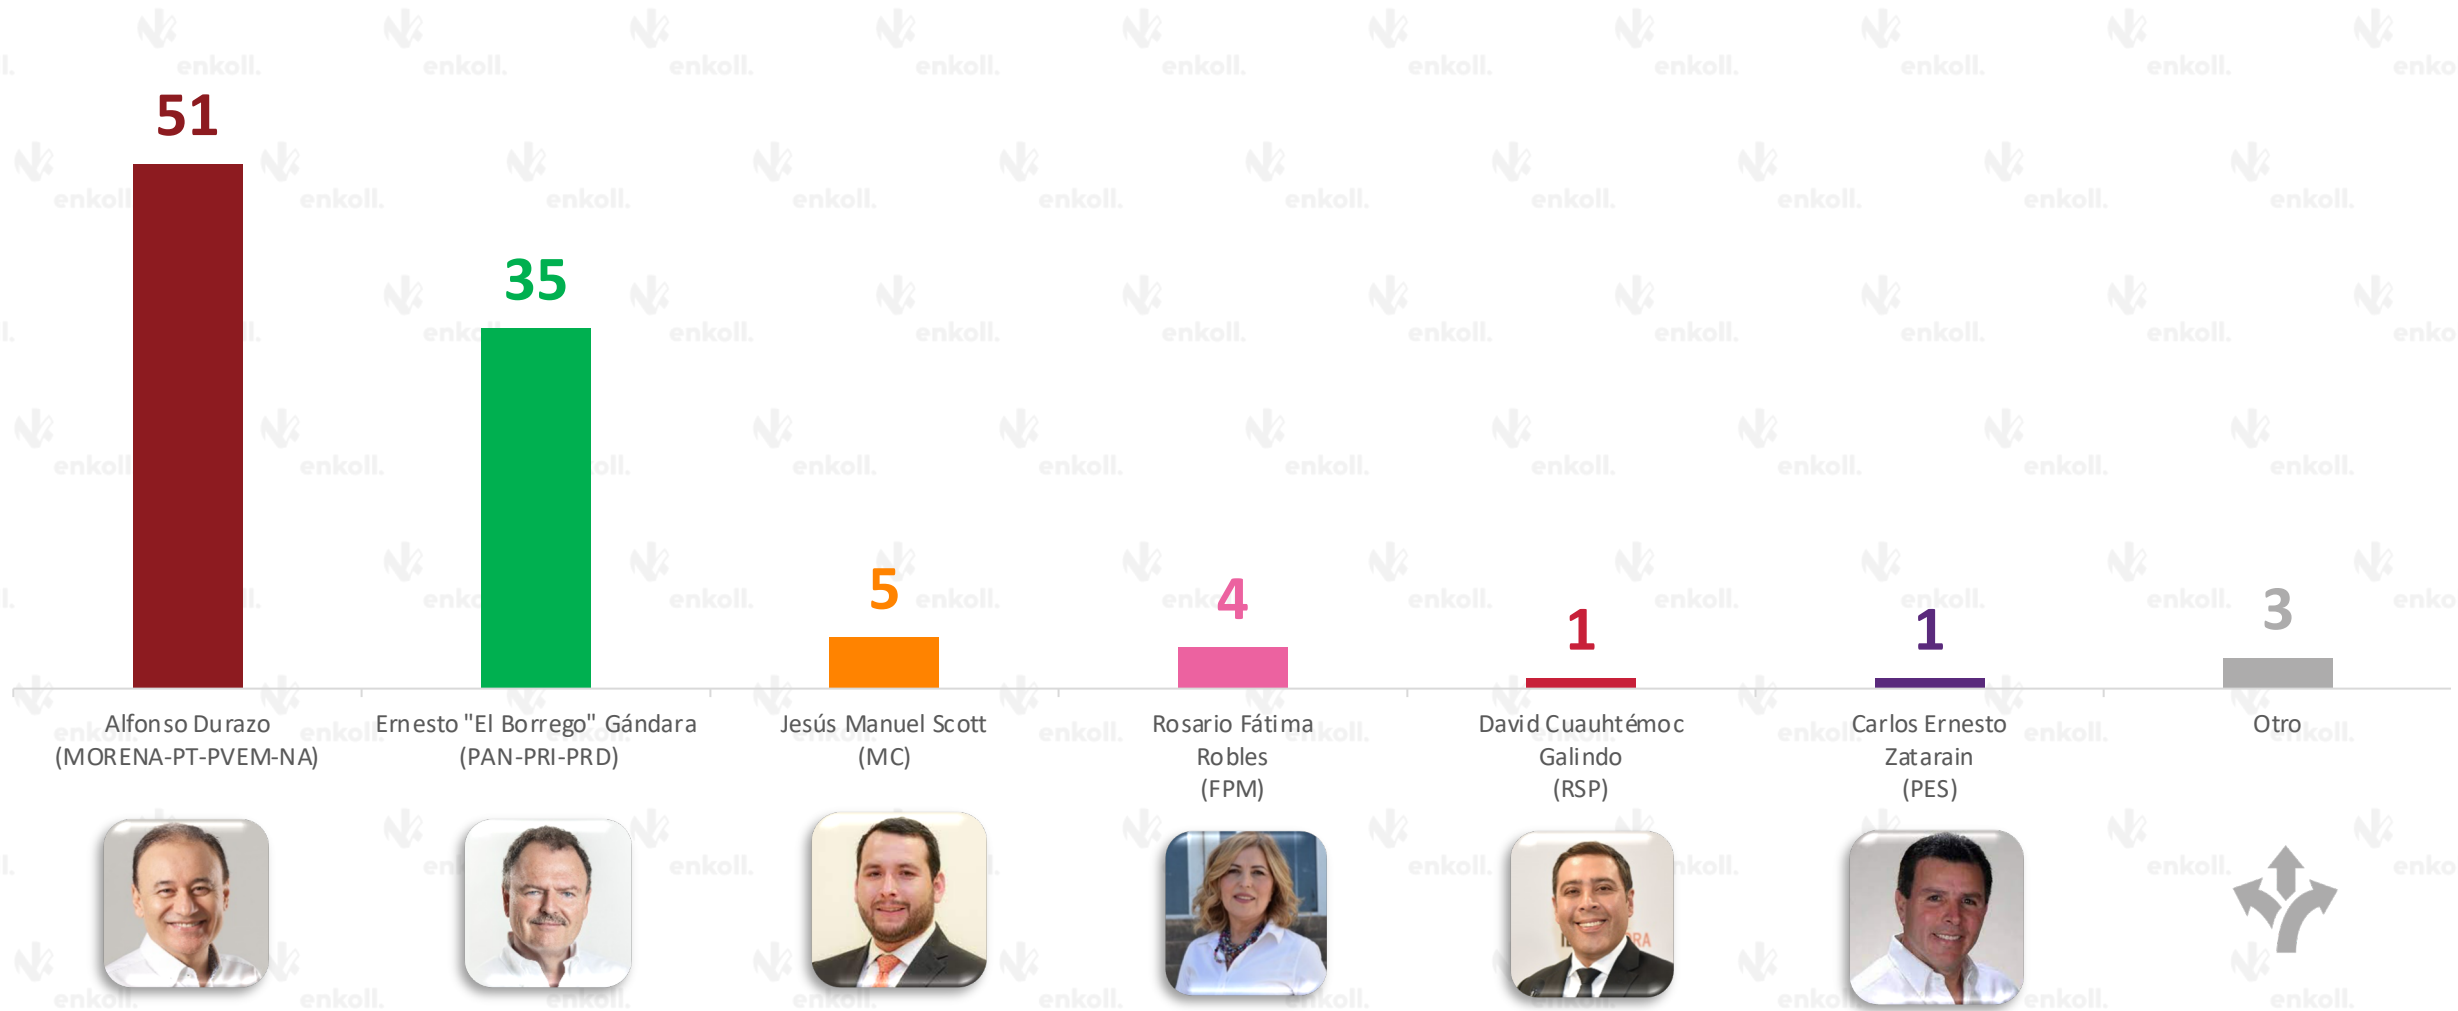 51
35
5
4
1
1
3
Alfonso Durazo
(MORENA-PT-PVEM-NA)
Ernesto "El Borrego" Gándara
(PAN-PRI-PRD)
Jesús Manuel Scott
(MC)
Rosario Fátima
Robles
(FPM)
David Cuauhtémoc
Galindo
(RSP)
Carlos Ernesto
Zatarain
(PES)
Otro
enkoll.